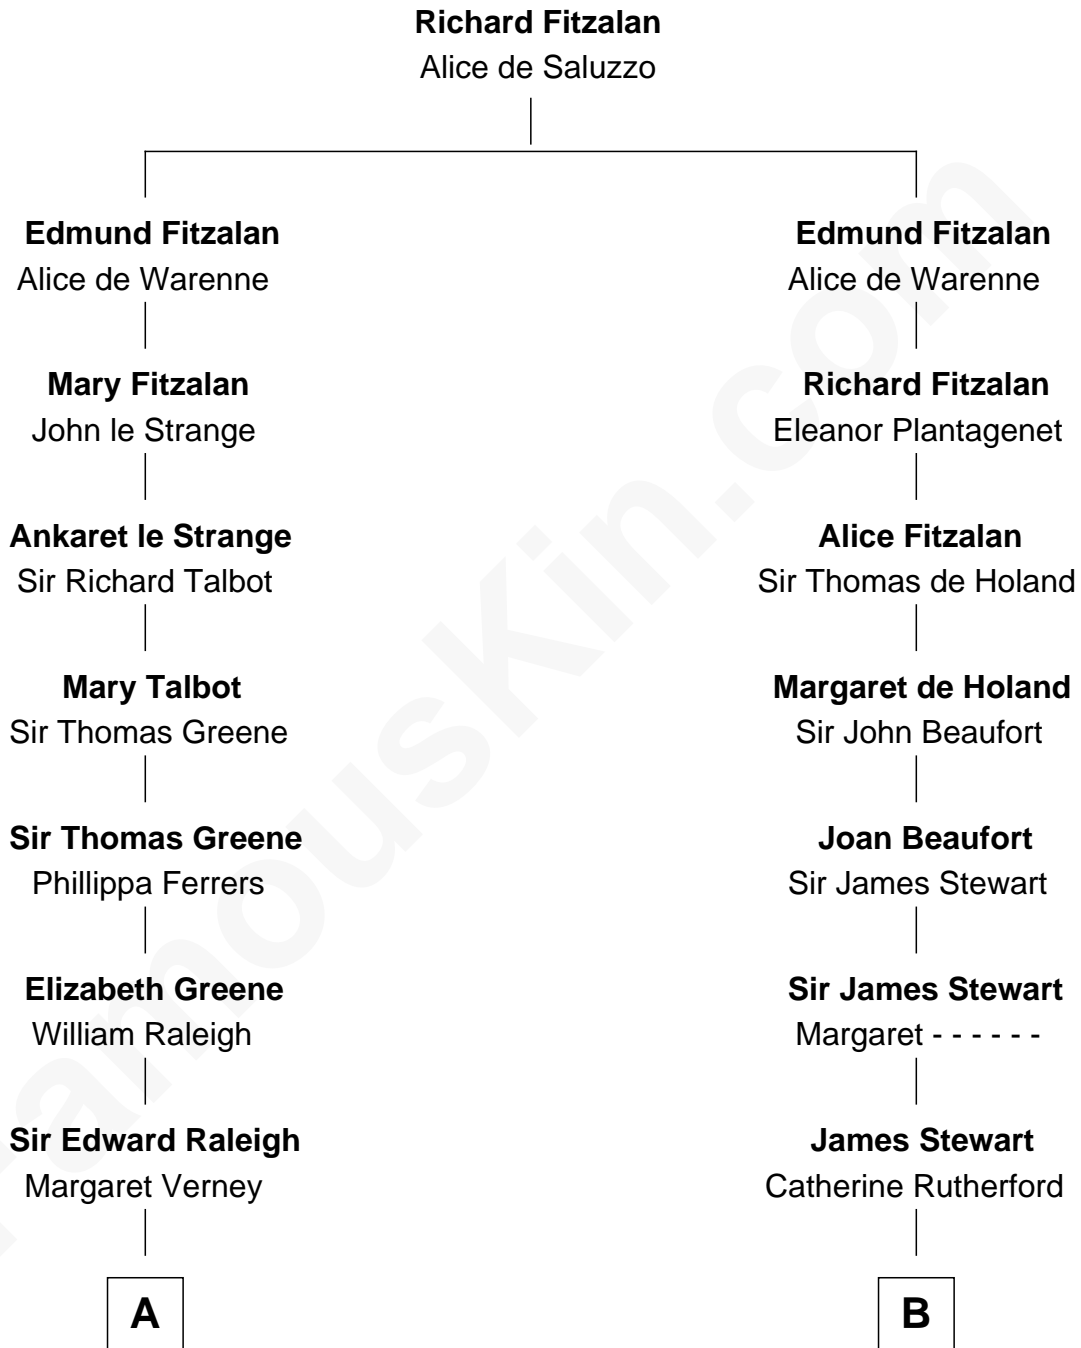 Richard Fitzalan
Alice de Saluzzo
Edmund Fitzalan
Alice de Warenne
Mary Fitzalan
John le Strange
Ankaret le Strange
Sir Richard Talbot
Mary Talbot
Sir Thomas Greene
Sir Thomas Greene
Phillippa Ferrers
Elizabeth Greene
William Raleigh
Sir Edward Raleigh
Margaret Verney
A
Edmund Fitzalan
Alice de Warenne
Richard Fitzalan
Eleanor Plantagenet
Alice Fitzalan
Sir Thomas de Holand
Margaret de Holand
Sir John Beaufort
Joan Beaufort
Sir James Stewart
Sir James Stewart
Margaret - - - - - -
James Stewart
Catherine Rutherford
B
FamousKin.com